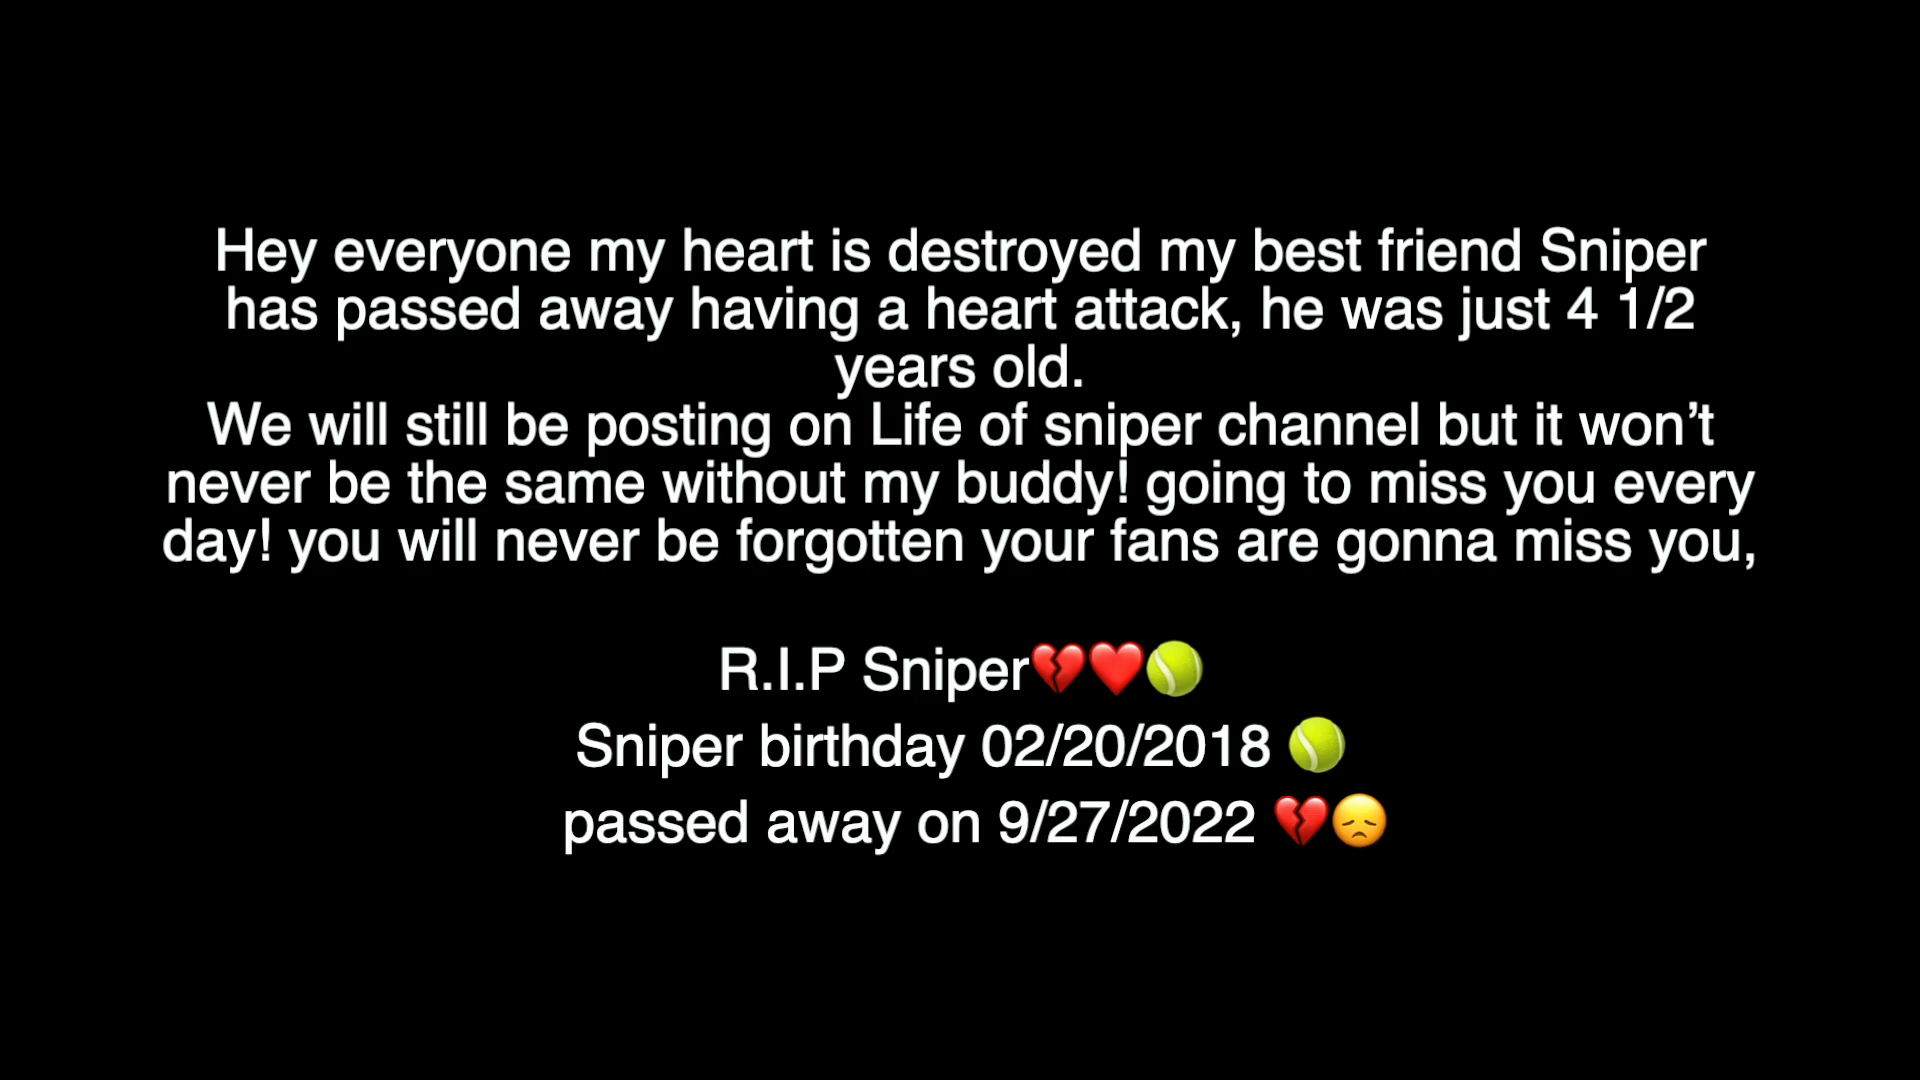 Hey everyone my heart is destroyed my best friend Sniper
has passed away having a heart attack, he was just 4 1/2
years old.
We will still be posting on Life of sniper channel but it won’t
never be the same without my buddy! going to miss you every
day! you will never be forgotten your fans are gonna miss you,
R.I.P Sniper💔❤️🎾
Sniper birthday 02/20/2018 🎾
passed away on 9/27/2022 💔😞